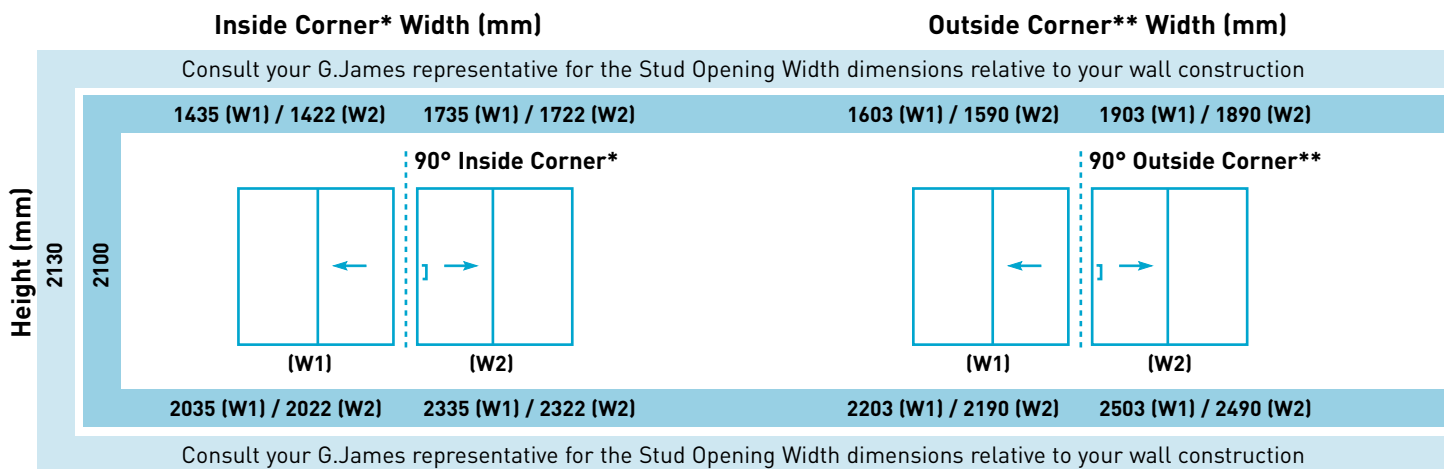 Inside Corner* Width (mm)
Outside Corner** Width (mm)
Consult your G.James representative for the Stud Opening Width dimensions relative to your wall construction
1435 (W1) / 1422 (W2)
1735 (W1) / 1722 (W2)
1603 (W1) / 1590 (W2)
1903 (W1) / 1890 (W2)
Height (mm)
2130
2100
90° Inside Corner*
90° Outside Corner**
(W1)
(W2)
(W1)
(W2)
2035 (W1) / 2022 (W2)
2335 (W1) / 2322 (W2)
2203 (W1) / 2190 (W2)
2503 (W1) / 2490 (W2)
Consult your G.James representative for the Stud Opening Width dimensions relative to your wall construction